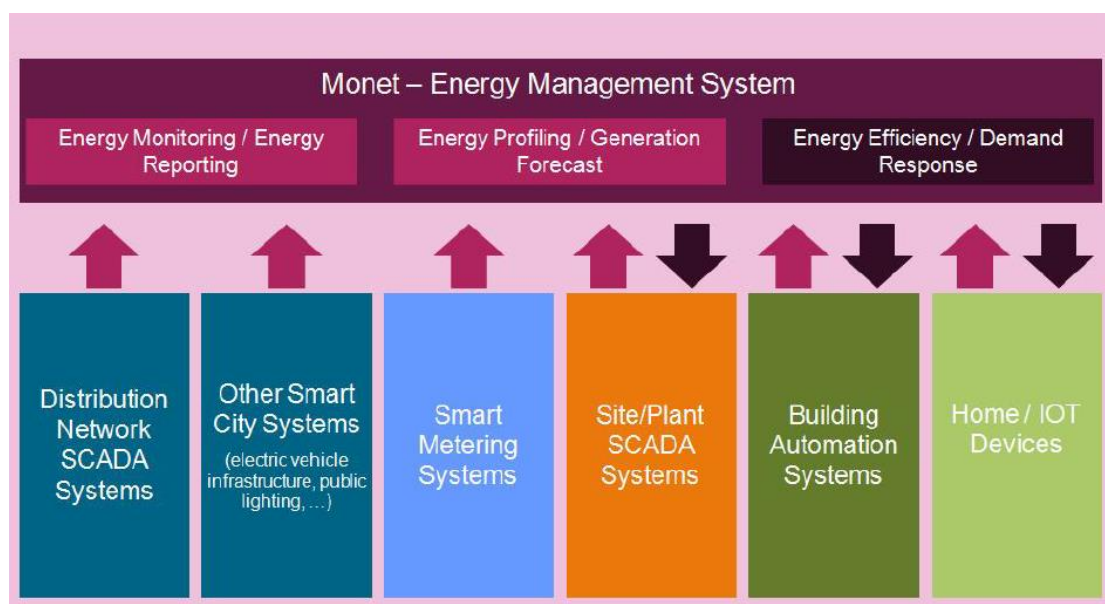 Monet – Energy Management System
Energy Monitoring / Energy
Reporting
Energy Profiling / Generation
Forecast
Energy Efficiency / Demand
Response
Distribution
Network
SCADA
Systems
Other Smart
City Systems
(electric vehicle
infrastructure, public
lighting, ...)
Smart
Metering
Systems
Site/Plant
SCADA
Systems
Building
Automation
Systems
Home / IOT
Devices